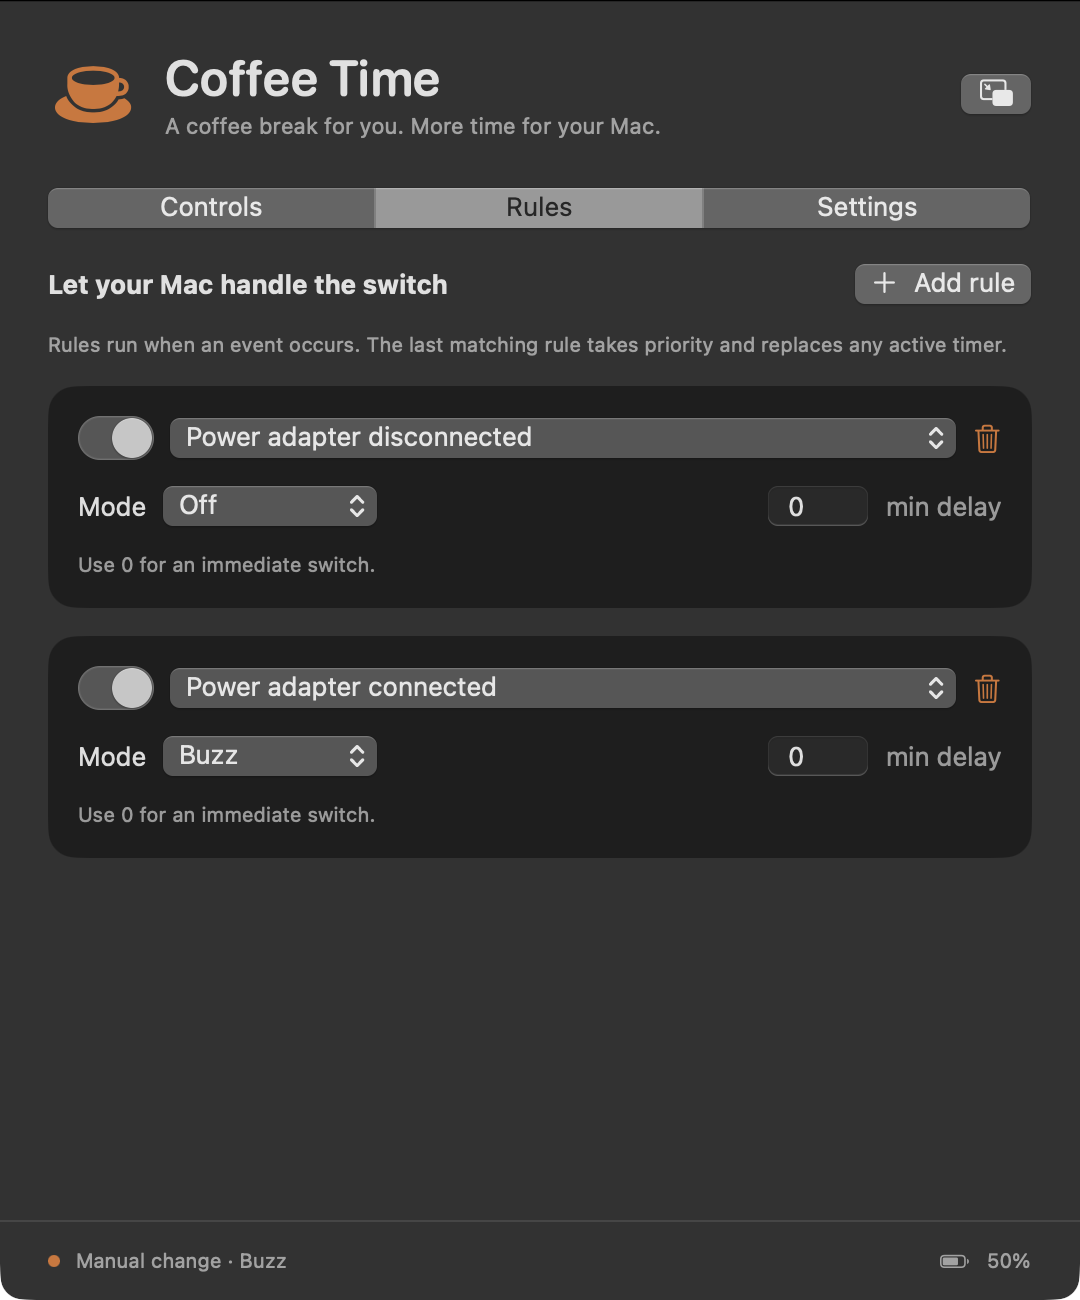 Coffee Time
A coffee break for you. More time for your Mac.
Controls
Rules
Settings
Let your Mac handle the switch
Add rule
Rules run when an event occurs. The last matching rule takes priority and replaces any active timer.
Power adapter disconnected
Mode
Off
0
min delay
Use 0 for an immediate switch.
Power adapter connected
Mode
Buzz
0
min delay
Use 0 for an immediate switch.
Manual change · Buzz
50%